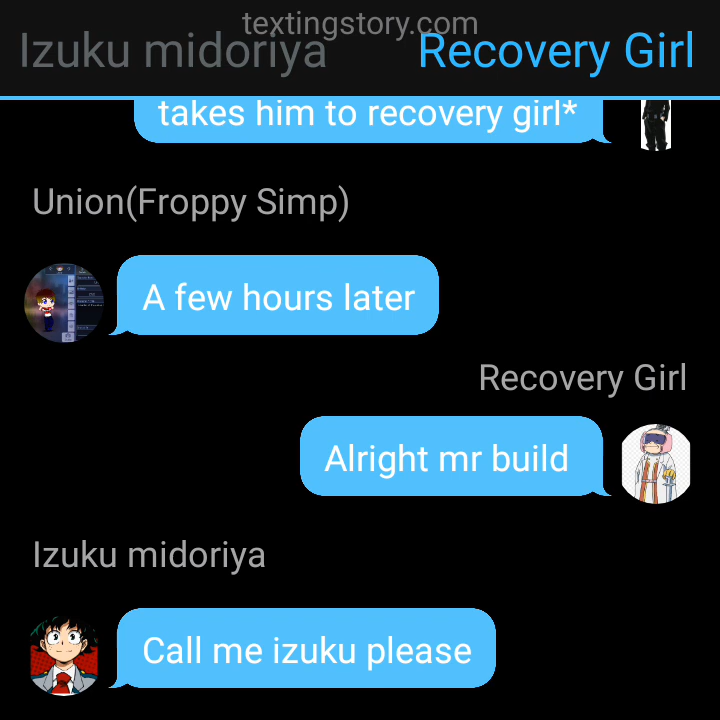 textingstory.com
Izuku midoriya
Recovery Girl
takes him to recovery girl*
Union(Froppy Simp)
A few hours later
Recovery Girl
Alright mr build
Izuku midoriya
Call me izuku please